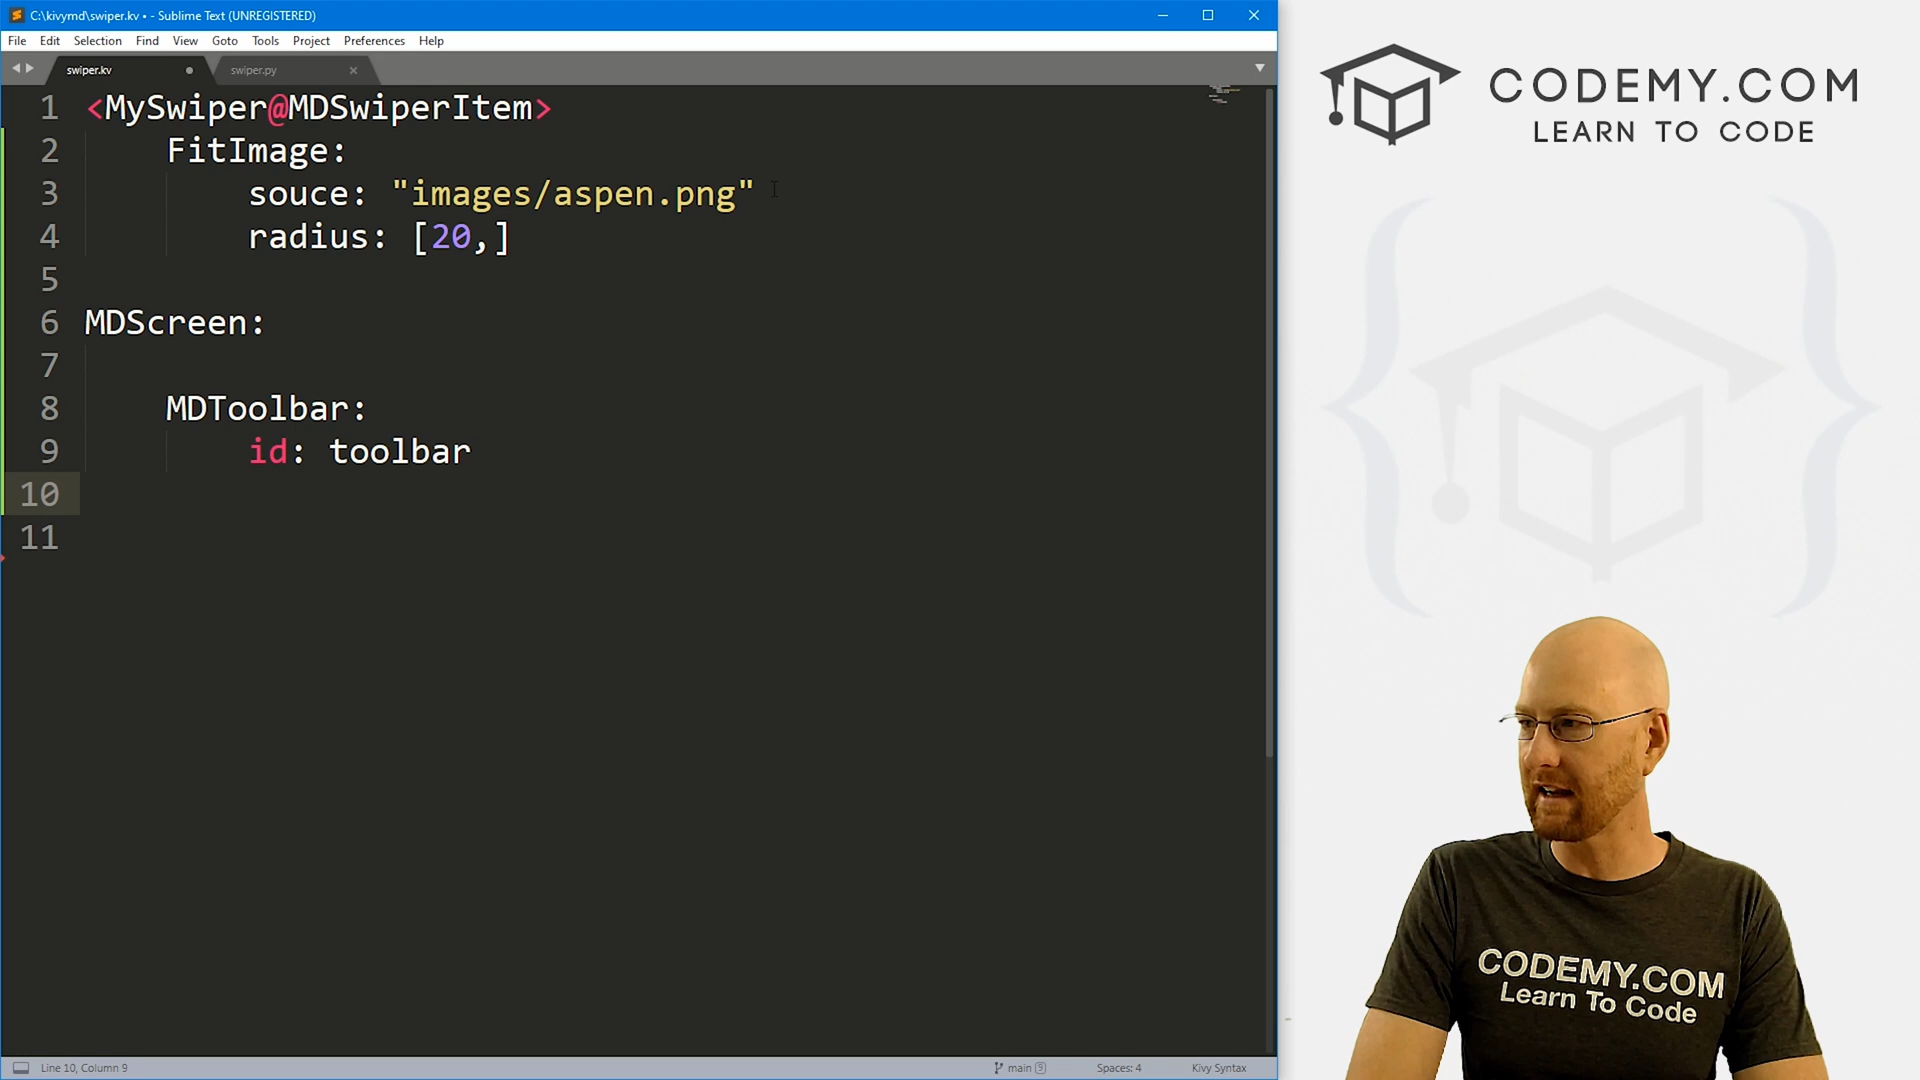 C:\kivymd\swiper.kv • - Sublime Text (UNREGISTERED)
File Edit Selection Find View Goto Tools Project Preferences Help
swiper.kv swiper.py
1 <MySwiper@MDSwiperItem>
2 FitImage:
3 souce: "images/aspen.png"
4 radius: [20,]
5
6 MDScreen:
7
8 MDToolbar:
9 id: toolbar
10
11
Line 10, Column 9 main 9 Spaces: 4 Kivy Syntax
CODEMY.COM
LEARN TO CODE
CODEMY.COM
Learn To Code